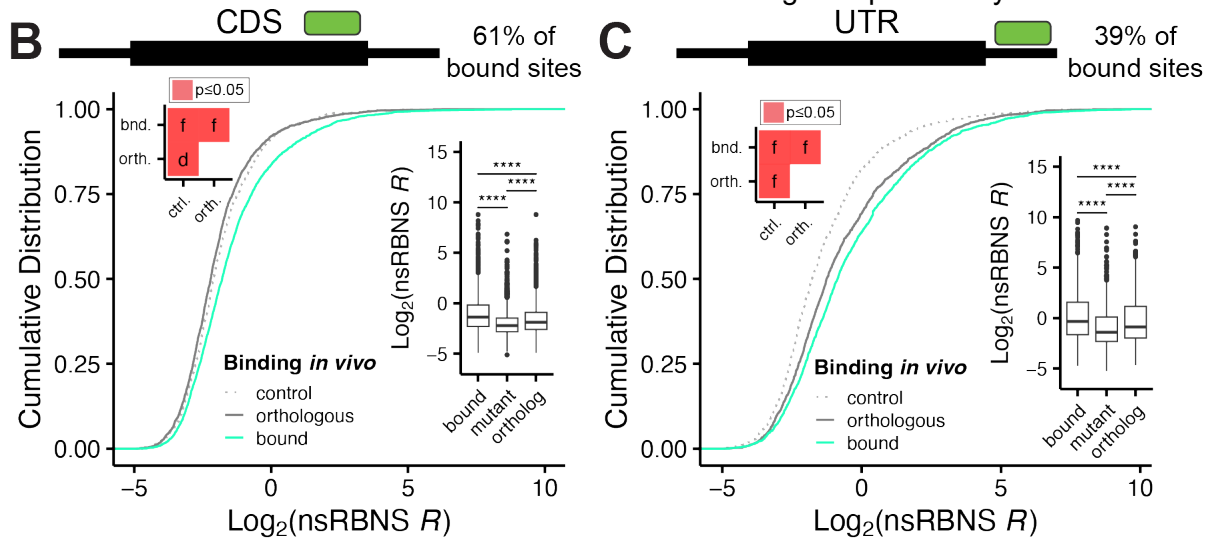 B
CDS
61% of
bound sites
p≤0.05
bnd.
f
f
orth.
d
ctrl.
orth.
Cumulative Distribution
1.00
0.75
0.50
0.25
0.00
−5
0
5
10
Log2(nsRBNS R)
Binding in vivo
control
orthologous
bound
Log2(nsRBNS R)
15
10
5
0
−5
****
****
****
bound
mutant
ortholog
C
UTR
39% of
bound sites
p≤0.05
bnd.
f
f
orth.
f
ctrl.
orth.
Cumulative Distribution
1.00
0.75
0.50
0.25
0.00
−5
0
5
10
Log2(nsRBNS R)
Binding in vivo
control
orthologous
bound
Log2(nsRBNS R)
15
10
5
0
−5
****
****
****
bound
mutant
ortholog